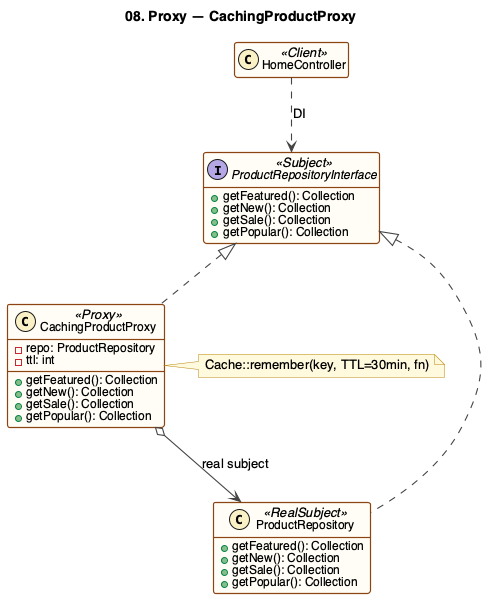 08. Proxy — CachingProductProxy
C
«Client»
HomeController
DI
I
«Subject»
ProductRepositoryInterface
getFeatured(): Collection
getNew(): Collection
getSale(): Collection
getPopular(): Collection
C
«Proxy»
CachingProductProxy
repo: ProductRepository
ttl: int
getFeatured(): Collection
getNew(): Collection
getSale(): Collection
getPopular(): Collection
Cache::remember(key, TTL=30min, fn)
real subject
C
«RealSubject»
ProductRepository
getFeatured(): Collection
getNew(): Collection
getSale(): Collection
getPopular(): Collection